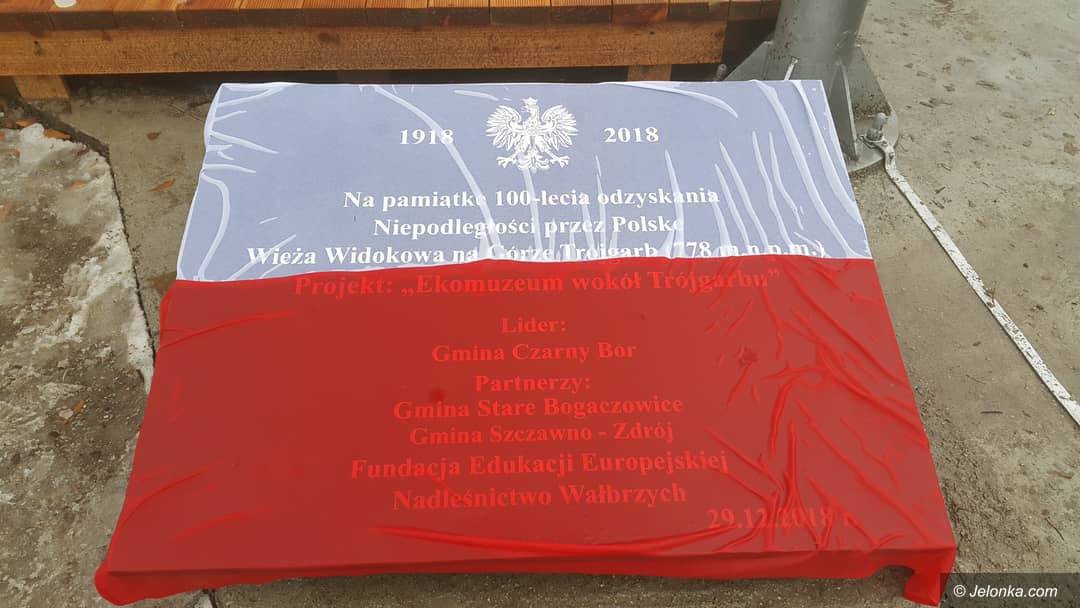 1918 2018
Na pamiątkę 100-lecia odzyskania
Niepodległości przez Polskę
Wieża Widokowa na Górze Trójgarb (778 m n.p.m.)
Projekt: „Ekomuzeum wokół Trójgarbu”
Lider:
Gmina Czarny Bór
Partnerzy:
Gmina Stare Bogaczowice
Gmina Szczawno - Zdrój
Fundacja Edukacji Europejskiej
Nadleśnictwo Wałbrzych
29.12.2018 r.
© Jelonka.com